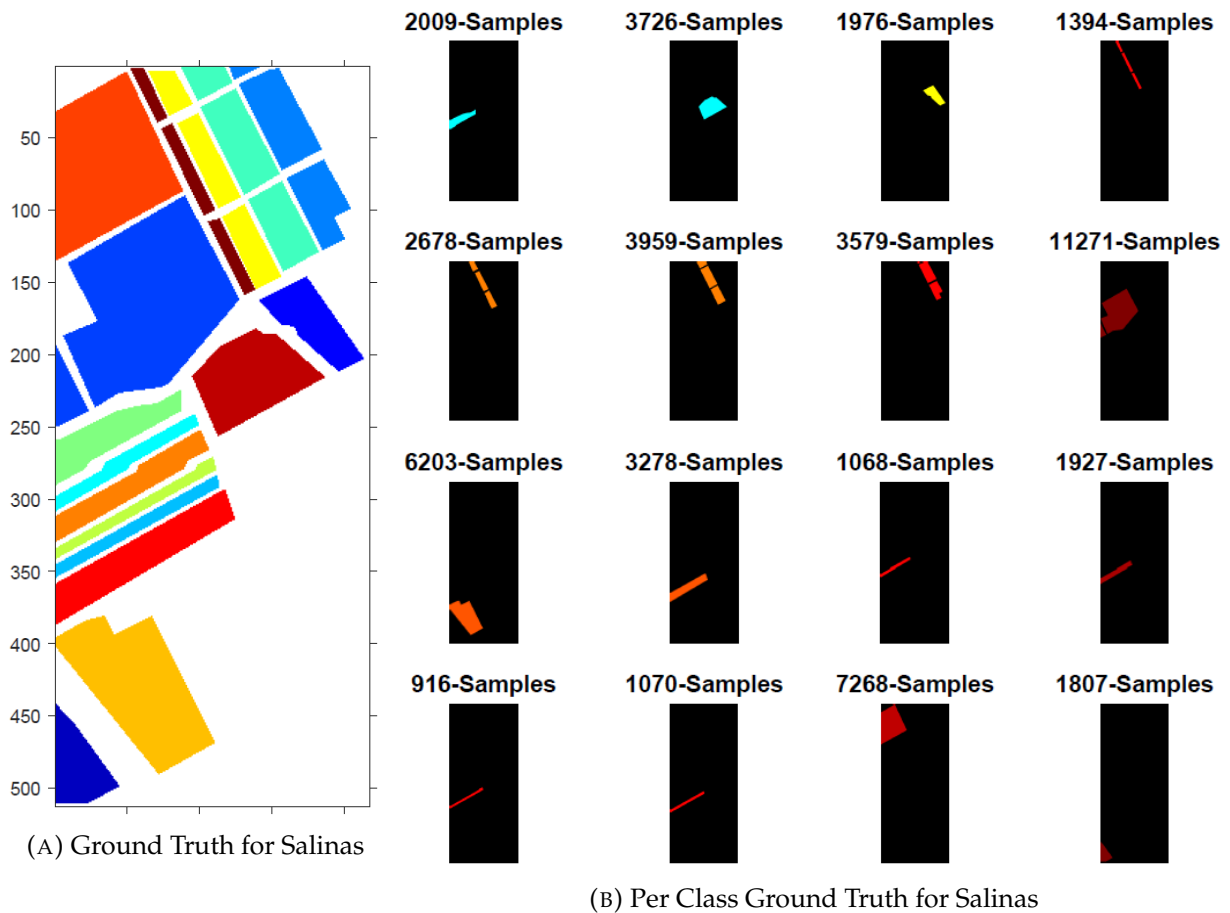 2009-Samples 3726-Samples 1976-Samples 1394-Samples
50
100
150
200
250
300
350
400
450
500
2678-Samples 3959-Samples 3579-Samples 11271-Samples
6203-Samples 3278-Samples 1068-Samples 1927-Samples
916-Samples 1070-Samples 7268-Samples 1807-Samples
(A) Ground Truth for Salinas
(B) Per Class Ground Truth for Salinas